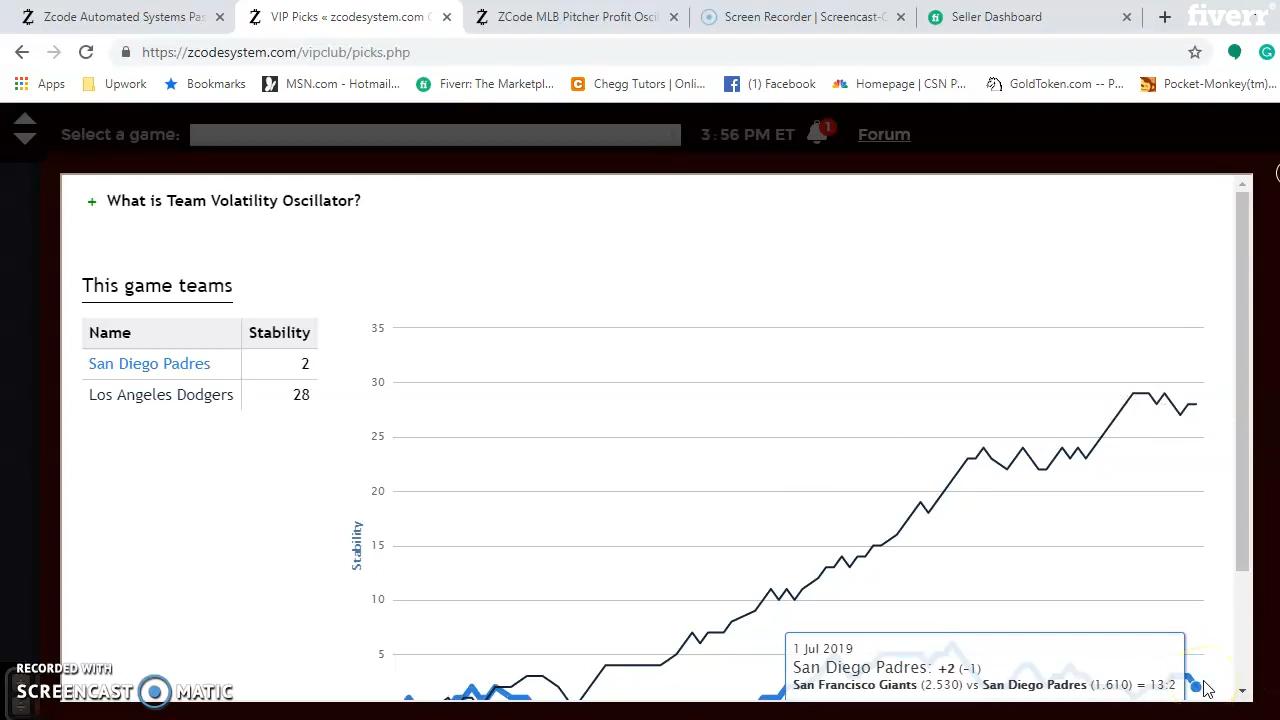 Zcode Automated Systems Pas
VIP Picks « zcodesystem.com
ZCode MLB Pitcher Profit Oscil
Screen Recorder | Screencast-O
Seller Dashboard
fiverr
https://zcodesystem.com/vipclub/picks.php
Apps
Upwork
Bookmarks
MSN.com - Hotmail...
Fiverr: The Marketpl...
Chegg Tutors | Onli...
(1) Facebook
Homepage | CSN P...
GoldToken.com -- P...
Pocket-Monkey(tm)...
Select a game:
3:56 PM ET
1
Forum
+ What is Team Volatility Oscillator?
This game teams
Name Stability
San Diego Padres 2
Los Angeles Dodgers 28
35
30
25
20
15
10
5
Stability
1 Jul 2019
San Diego Padres: +2 (-1)
San Francisco Giants (2.530) vs San Diego Padres (1.610) = 13:2
RECORDED WITH
SCREENCAST MATIC